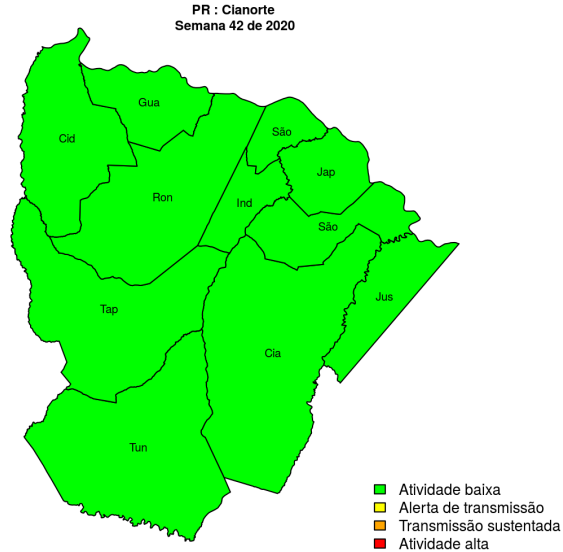 PR : Cianorte
Semana 42 de 2020
Gua
Cid
São
Jap
Ron
Ind
São
Jus
Tap
Cia
Tun
Atividade baixa
Alerta de transmissão
Transmissão sustentada
Atividade alta